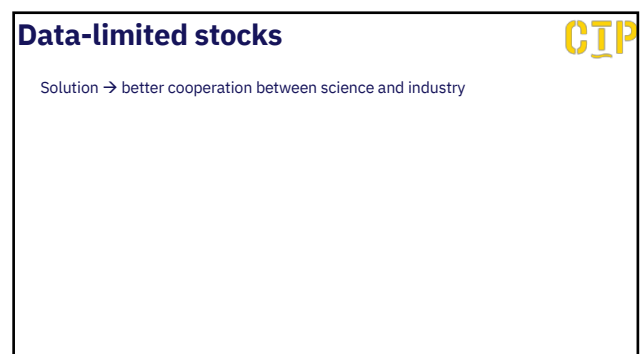 Data-limited stocks
CTP
Solution → better cooperation between science and industry